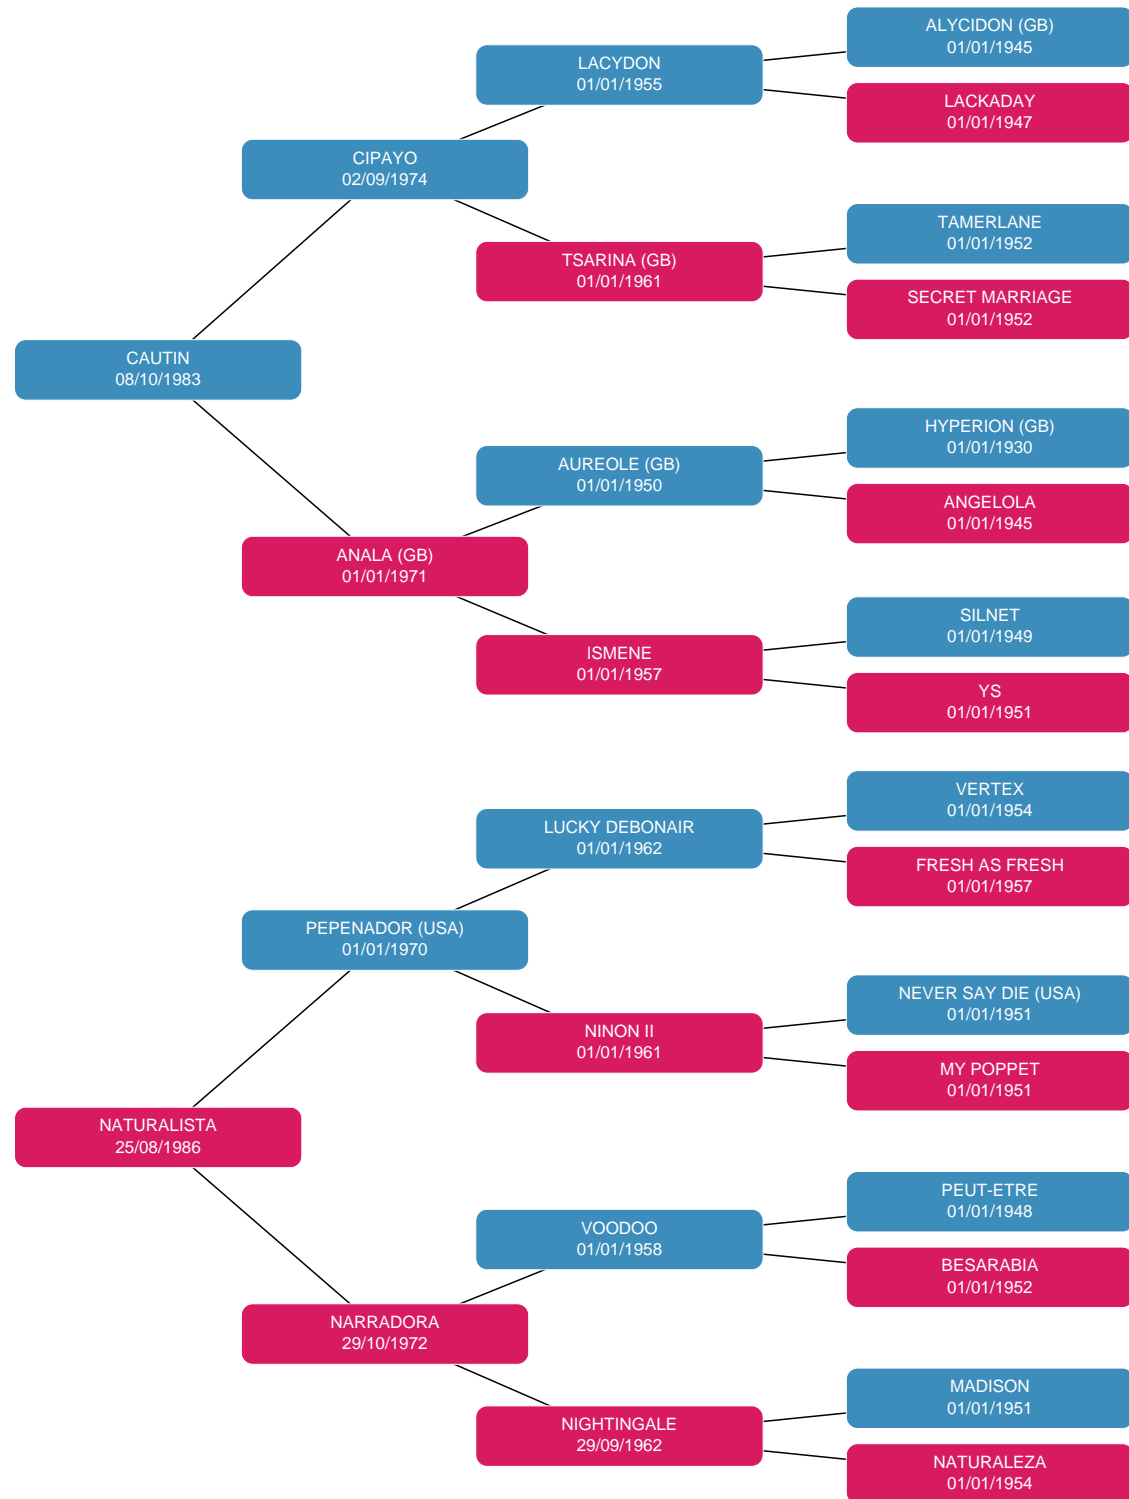 ALYCIDON (GB)
01/01/1945
LACYDON
01/01/1955
LACKADAY
01/01/1947
CIPAYO
02/09/1974
TAMERLANE
01/01/1952
TSARINA (GB)
01/01/1961
SECRET MARRIAGE
01/01/1952
CAUTIN
08/10/1983
HYPERION (GB)
01/01/1930
AUREOLE (GB)
01/01/1950
ANGELOLA
01/01/1945
ANALA (GB)
01/01/1971
SILNET
01/01/1949
ISMENE
01/01/1957
YS
01/01/1951
VERTEX
01/01/1954
LUCKY DEBONAIR
01/01/1962
FRESH AS FRESH
01/01/1957
PEPENADOR (USA)
01/01/1970
NEVER SAY DIE (USA)
01/01/1951
NINON II
01/01/1961
MY POPPET
01/01/1951
NATURALISTA
25/08/1986
PEUT-ETRE
01/01/1948
VOODOO
01/01/1958
BESARABIA
01/01/1952
NARRADORA
29/10/1972
MADISON
01/01/1951
NIGHTINGALE
29/09/1962
NATURALEZA
01/01/1954